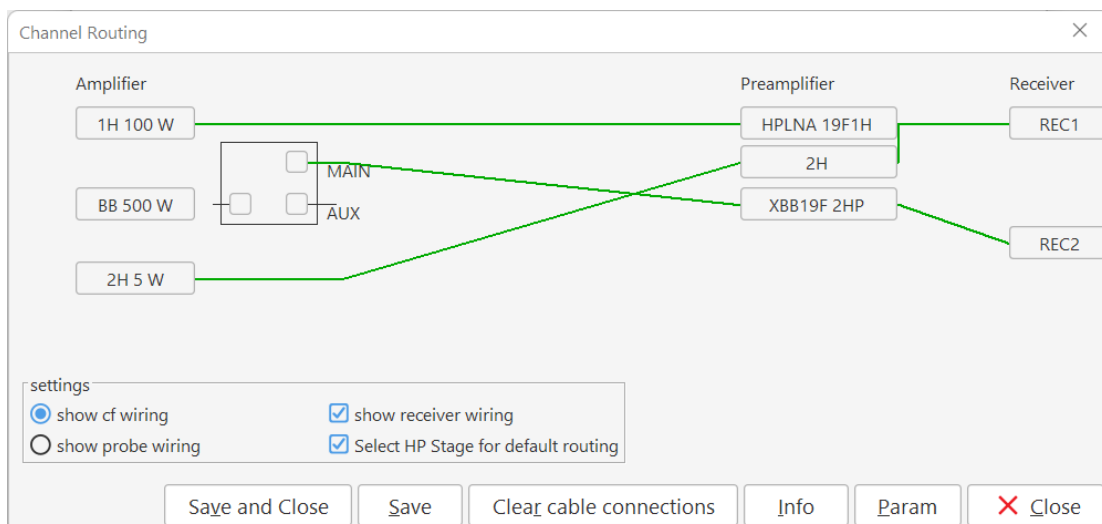 Channel Routing
Amplifier
Preamplifier
Receiver
1H 100 W
HPLNA 19F1H
REC1
MAIN
2H
BB 500 W
AUX
XBB19F 2HP
REC2
2H 5 W
settings
show cf wiring
show receiver wiring
show probe wiring
Select HP Stage for default routing
Save and Close
Save
Clear cable connections
Info
Param
Close